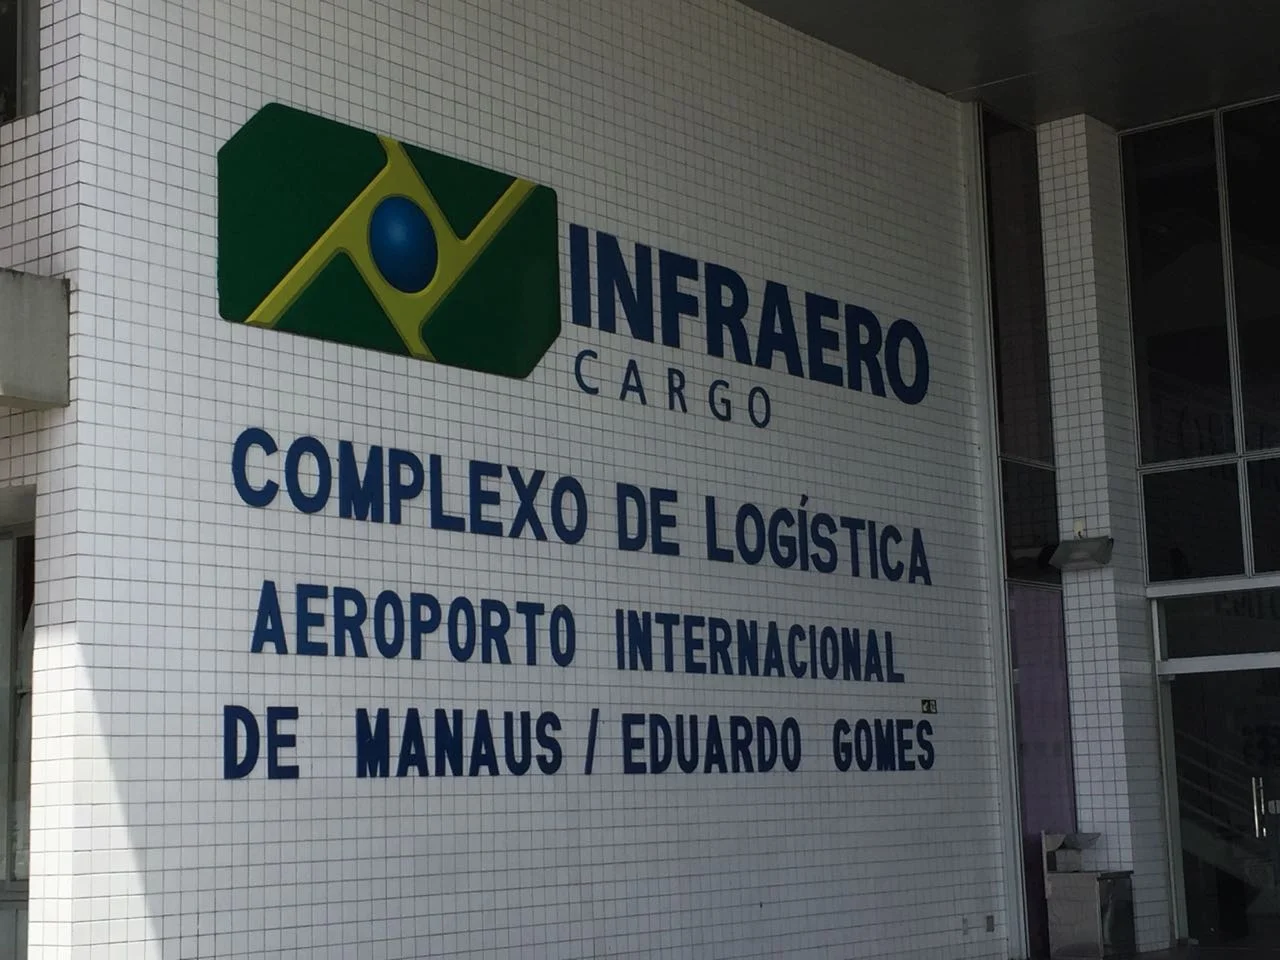 INFRAERO
CARGO
COMPLEXO DE LOGÍSTICA
AEROPORTO INTERNACIONAL
DE MANAUS / EDUARDO GOMES